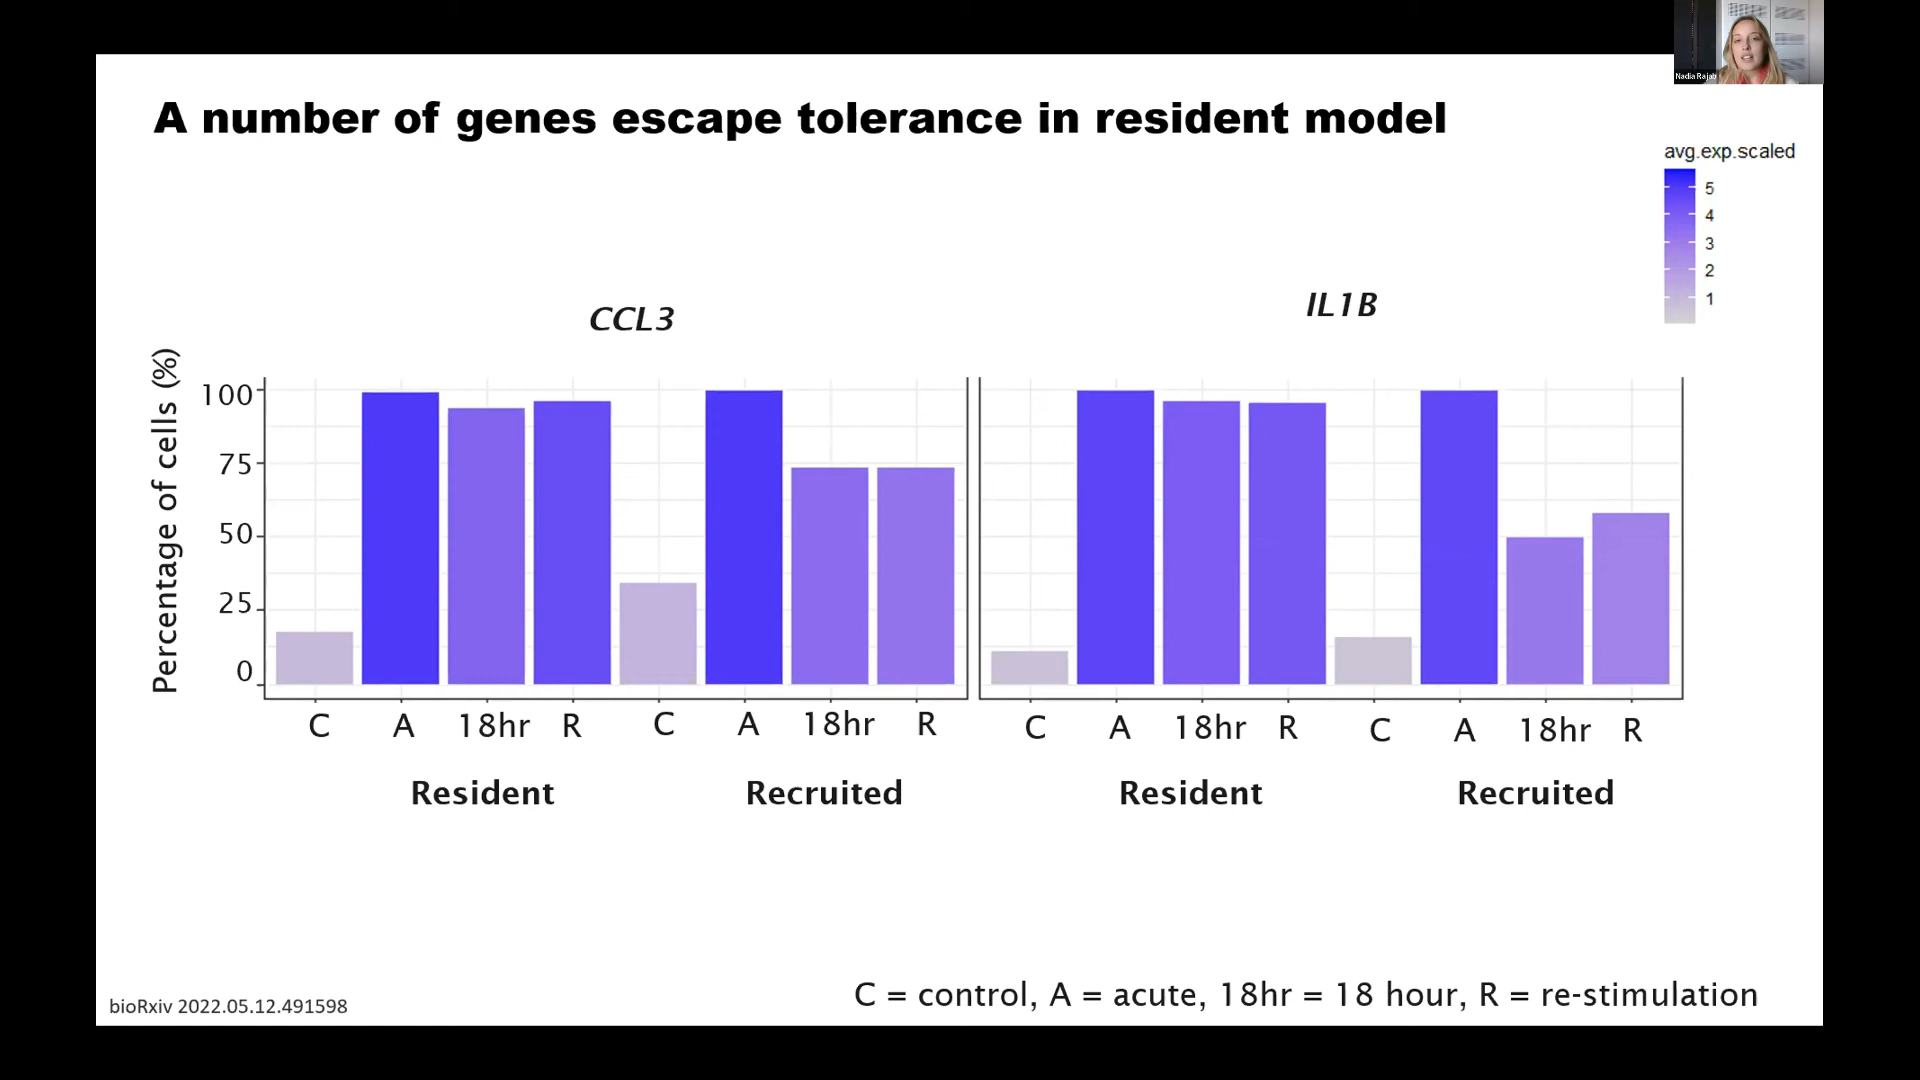 Nadia Rajab
A number of genes escape tolerance in resident model
avg.exp.scaled
5
4
3
2
1
CCL3
IL1B
Percentage of cells (%)
100
75
50
25
0
C A 18hr R C A 18hr R
C A 18hr R C A 18hr R
Resident Recruited
Resident Recruited
C = control, A = acute, 18hr = 18 hour, R = re-stimulation
bioRxiv 2022.05.12.491598